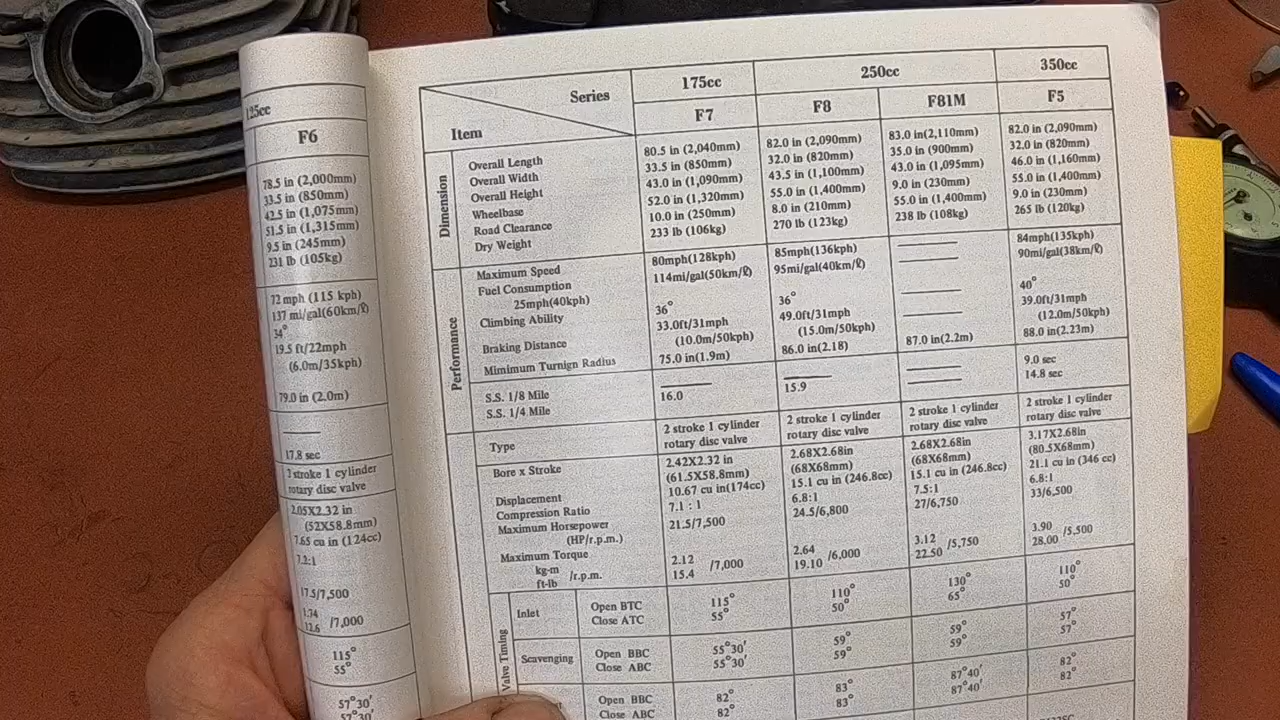 125cc
F6
78.5 in (2,000mm)
33.5 in (850mm)
42.5 in (1,075mm)
51.5 in (1,315mm)
9.5 in (245mm)
231 lb (105kg)
72 mph (115 kph)
137 mi/gal(60km/ℓ)
34°
19.5 ft/22mph
(6.0m/35kph)
79.0 in (2.0m)
17.8 sec
2 stroke 1 cylinder
rotary disc valve
2.05X2.32 in
(52X58.8mm)
7.65 cu in (124cc)
7.2:1
17.5/7,500
1.74
12.6 /7,000
115°
55°
57°30′
57°30′
Series 175cc 250cc 350cc
Item F7 F8 F81M F5
Dimension
Overall Length 80.5 in (2,040mm) 82.0 in (2,090mm) 83.0 in(2,110mm) 82.0 in (2,090mm)
Overall Width 33.5 in (850mm) 32.0 in (820mm) 35.0 in (900mm) 32.0 in (820mm)
Overall Height 43.0 in (1,090mm) 43.5 in (1,100mm) 43.0 in (1,095mm) 46.0 in (1,160mm)
Wheelbase 52.0 in (1,320mm) 55.0 in (1,400mm) 9.0 in (230mm) 55.0 in (1,400mm)
Road Clearance 10.0 in (250mm) 8.0 in (210mm) 55.0 in (1,400mm) 9.0 in (230mm)
Dry Weight 233 lb (106kg) 270 lb (123kg) 238 lb (108kg) 265 lb (120kg)
Performance
Maximum Speed 80mph(128kph) 85mph(136kph) 84mph(135kph)
Fuel Consumption 114mi/gal(50km/ℓ) 95mi/gal(40km/ℓ) 90mi/gal(38km/ℓ)
25mph(40kph)
Climbing Ability 36° 36° 40°
Braking Distance 33.0ft/31mph 49.0ft/31mph 39.0ft/31mph
(10.0m/50kph) (15.0m/50kph) (12.0m/50kph)
Mimimum Turnign Radius 75.0 in(1.9m) 86.0 in(2.18) 87.0 in(2.2m) 88.0 in(2.23m)
S.S. 1/8 Mile 9.0 sec
S.S. 1/4 Mile 16.0 15.9 14.8 sec
Type 2 stroke 1 cylinder 2 stroke 1 cylinder 2 stroke 1 cylinder 2 stroke 1 cylinder
rotary disc valve rotary disc valve rotary disc valve rotary disc valve
Bore x Stroke 2.42X2.32 in 2.68X2.68in 2.68X2.68in 3.17X2.68in
(61.5X58.8mm) (68X68mm) (68X68mm) (80.5X68mm)
Displacement 10.67 cu in(174cc) 15.1 cu in (246.8cc) 15.1 cu in (246.8cc) 21.1 cu in (346 cc)
Compression Ratio 7.1 : 1 6.8:1 7.5:1 6.8:1
Maximum Horsepower 21.5/7,500 24.5/6,800 27/6,750 33/6,500
(HP/r.p.m.)
Maximum Torque
kg-m 2.12 2.64 3.12 3.90
ft-lb /r.p.m. 15.4 /7,000 19.10 /6,000 22.50 /5,750 28.00 /5,500
Valve Timing
Inlet Open BTC 115° 110° 130° 110°
Close ATC 55° 50° 65° 50°
Scavenging Open BBC 55°30′ 59° 59° 57°
Close ABC 55°30′ 59° 59° 57°
Open BBC 82° 83° 87°40′ 82°
Close ABC 82° 83° 87°40′ 82°